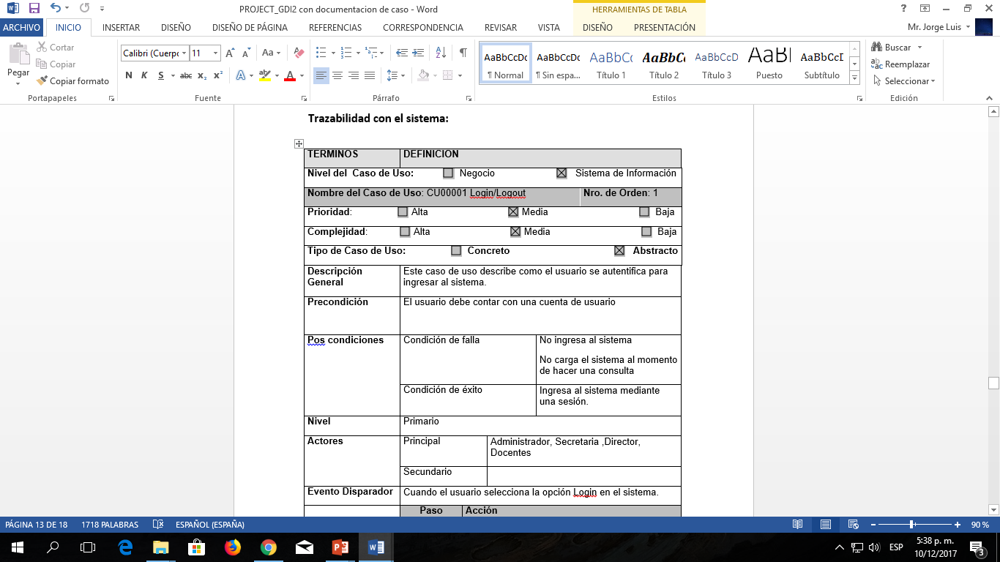 PROJECT_GDI2 con documentacion de caso - Word
HERRAMIENTAS DE TABLA
ARCHIVO INICIO INSERTAR DISEÑO DISEÑO DE PÁGINA REFERENCIAS CORRESPONDENCIA REVISAR VISTA DISEÑO PRESENTACIÓN
Mr. Jorge Luis
Pegar
Cortar
Copiar
Copiar formato
Portapapeles
Calibri (Cuerpo 11
N K S abc x₂ x²
Fuente
Párrafo
AaBbCcDc AaBbCcDc AaBbCc AaBbCc AaBbCcD AaBl AaBbCcD
¶ Normal ¶ Sin espa... Título 1 Título 2 Título 3 Puesto Subtítulo
Estilos
Buscar
Reemplazar
Seleccionar
Edición
Trazabilidad con el sistema:
TERMINOS DEFINICION
Nivel del Caso de Uso: Negocio Sistema de Información
Nombre del Caso de Uso: CU00001 Login/Logout Nro. de Orden: 1
Prioridad: Alta Media Baja
Complejidad: Alta Media Baja
Tipo de Caso de Uso: Concreto Abstracto
Descripción General
Este caso de uso describe como el usuario se autentifica para
ingresar al sistema.
Precondición El usuario debe contar con una cuenta de usuario
Pos condiciones Condición de falla No ingresa al sistema
No carga el sistema al momento
de hacer una consulta
Condición de éxito Ingresa al sistema mediante
una sesión.
Nivel Primario
Actores Principal Administrador, Secretaria ,Director,
Docentes
Secundario
Evento Disparador Cuando el usuario selecciona la opción Login en el sistema.
Paso Acción
PÁGINA 13 DE 18 1718 PALABRAS ESPAÑOL (ESPAÑA) 90 %
ESP
5:38 p. m.
10/12/2017
3